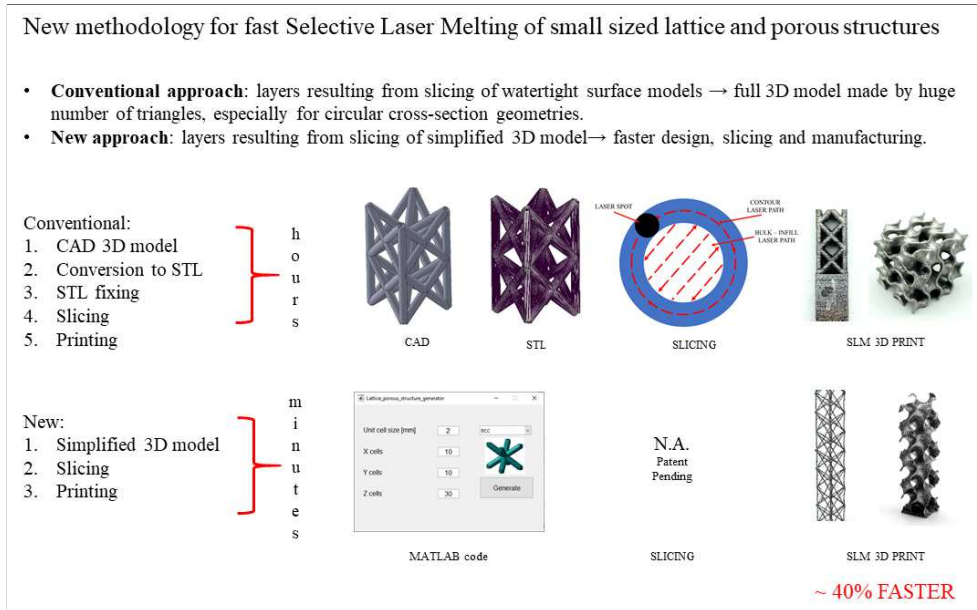 New methodology for fast Selective Laser Melting of small sized lattice and porous structures
• Conventional approach: layers resulting from slicing of watertight surface models → full 3D model made by huge
number of triangles, especially for circular cross-section geometries.
• New approach: layers resulting from slicing of simplified 3D model→ faster design, slicing and manufacturing.
Conventional:
1. CAD 3D model
2. Conversion to STL
3. STL fixing
4. Slicing
5. Printing
hours
CAD
STL
LASER SPOT
CONTOUR
LASER PATH
BULK – INFILL
LASER PATH
SLICING
SLM 3D PRINT
New:
1. Simplified 3D model
2. Slicing
3. Printing
minutes
Lattice_porous_structure_generator
Unit cell size [mm] 2
X cells 10
Y cells 10
Z cells 30
Generate
MATLAB code
N.A.
Patent
Pending
SLICING
SLM 3D PRINT
~ 40% FASTER